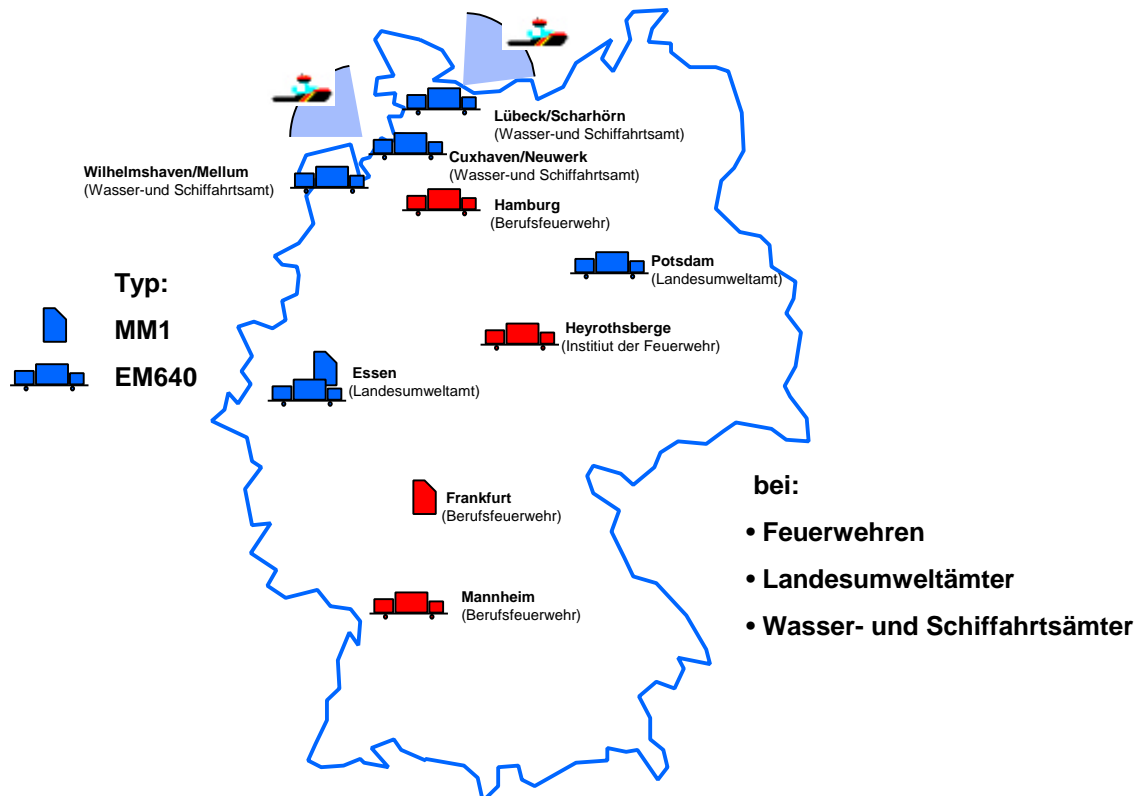 Lübeck/Scharhörn
(Wasser-und Schiffahrtsamt)
Cuxhaven/Neuwerk
(Wasser-und Schiffahrtsamt)
Wilhelmshaven/Mellum
(Wasser-und Schiffahrtsamt)
Hamburg
(Berufsfeuerwehr)
Potsdam
(Landesumweltamt)
Typ:
MM1
EM640
Heyrothsberge
(Institiut der Feuerwehr)
Essen
(Landesumweltamt)
Frankfurt
(Berufsfeuerwehr)
Mannheim
(Berufsfeuerwehr)
bei:
• Feuerwehren
• Landesumweltämter
• Wasser- und Schiffahrtsämter